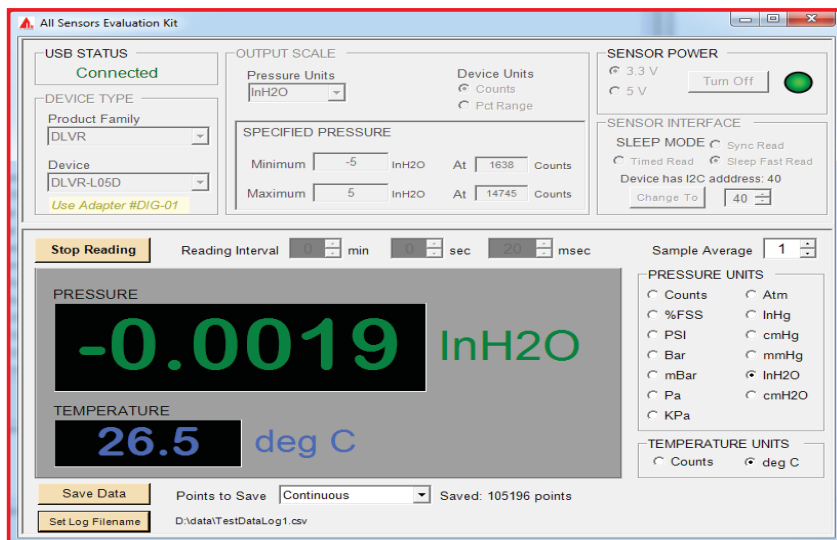 All Sensors Evaluation Kit
USB STATUS
Connected
DEVICE TYPE
Product Family
DLVR
Device
DLVR-L05D
Use Adapter #DIG-01
OUTPUT SCALE
Pressure Units
InH2O
Device Units
Counts
Pct Range
SPECIFIED PRESSURE
Minimum -5 InH2O At 1638 Counts
Maximum 5 InH2O At 14745 Counts
SENSOR POWER
3.3 V
5 V
Turn Off
SENSOR INTERFACE
SLEEP MODE Sync Read
Timed Read Sleep Fast Read
Device has I2C adddress: 40
Change To 40
Stop Reading Reading Interval 0 min 0 sec 20 msec Sample Average 1
PRESSURE
-0.0019 InH2O
TEMPERATURE
26.5 deg C
PRESSURE UNITS
Counts Atm
%FSS InHg
PSI cmHg
Bar mmHg
mBar InH2O
Pa cmH2O
KPa
TEMPERATURE UNITS
Counts deg C
Save Data Points to Save Continuous Saved: 105196 points
Set Log Filename D:\data\TestDataLog1.csv